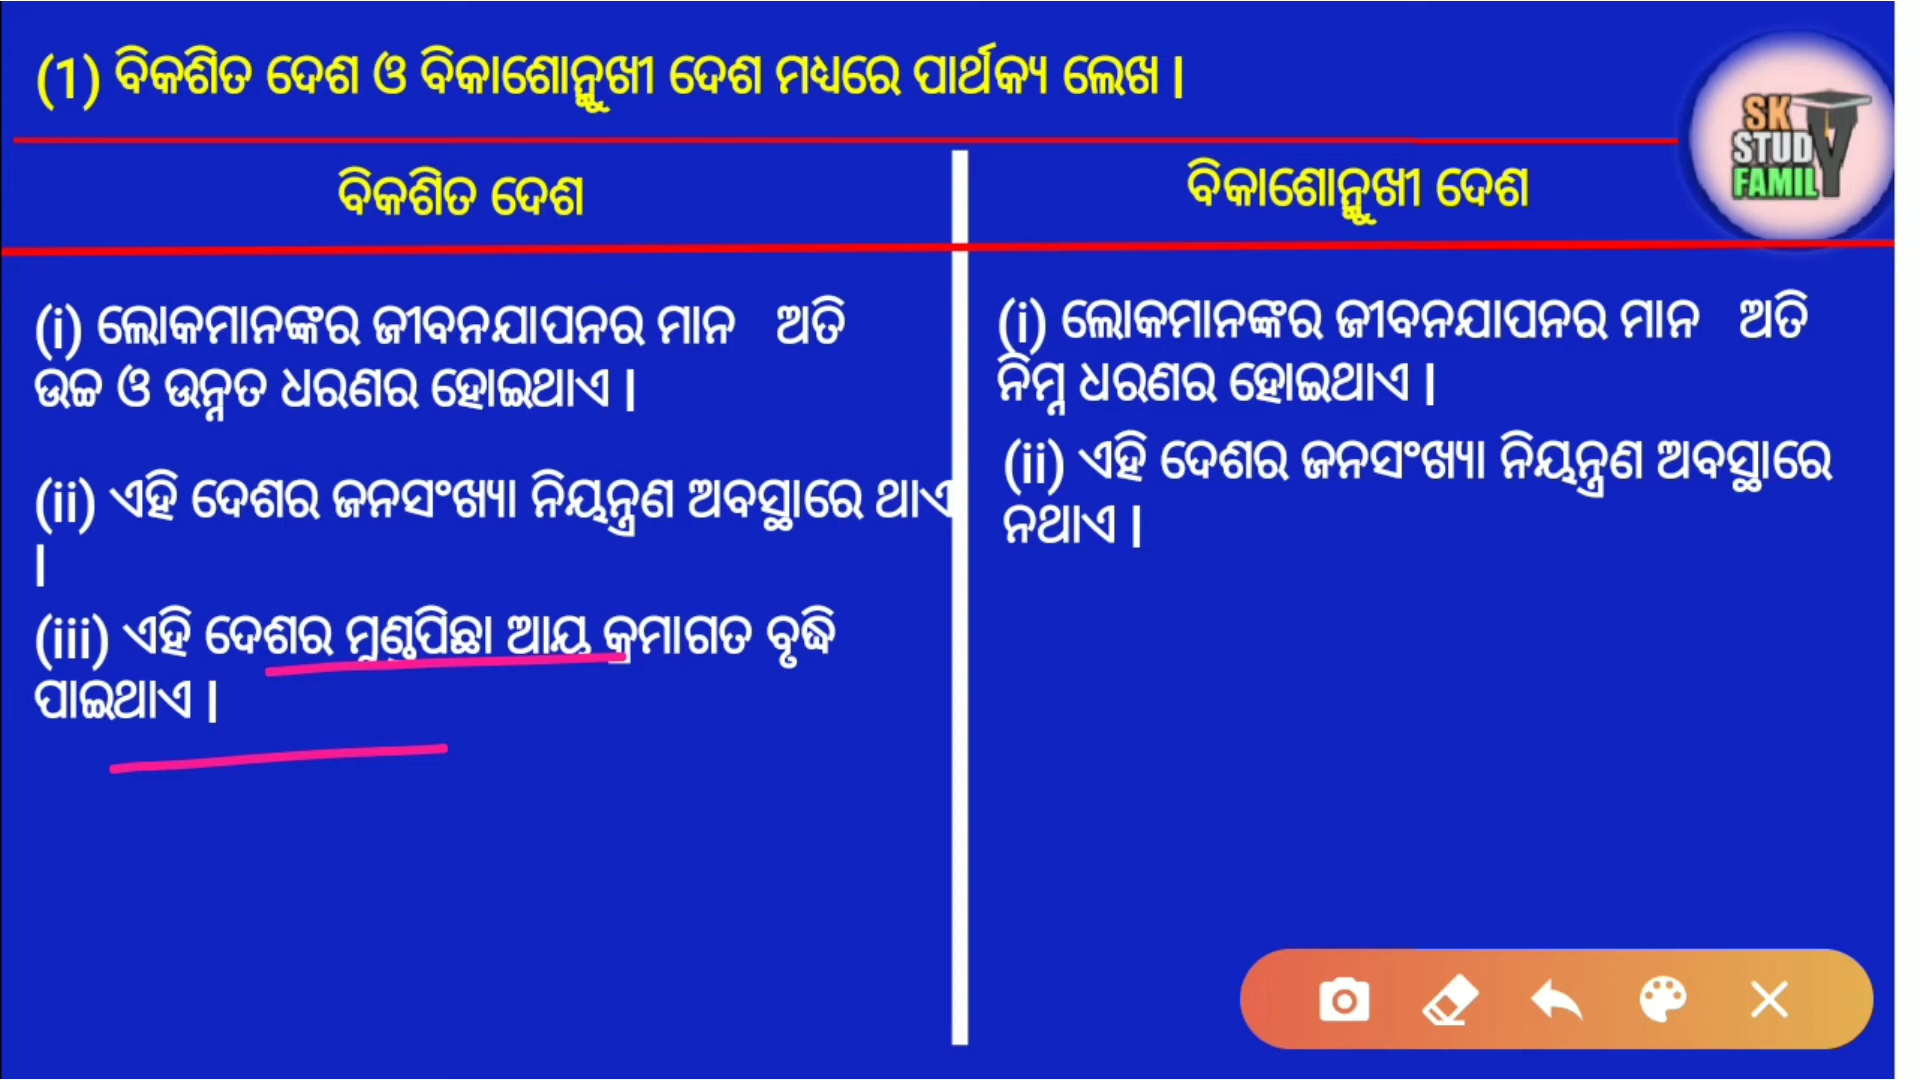 (1) ବିକଶିତ ଦେଶ ଓ ବିକାଶୋନ୍ମୁଖୀ ଦେଶ ମଧ୍ୟରେ ପାର୍ଥକ୍ୟ ଲେଖ |
SK
STUDY
FAMIL
ବିକଶିତ ଦେଶ
(i) ଲୋକମାନଙ୍କର ଜୀବନଯାପନର ମାନ ଅତି
ଉଚ୍ଚ ଓ ଉନ୍ନତ ଧରଣର ହୋଇଥାଏ |
(ii) ଏହି ଦେଶର ଜନସଂଖ୍ୟା ନିୟନ୍ତ୍ରଣ ଅବସ୍ଥାରେ ଥାଏ
|
(iii) ଏହି ଦେଶର ମୁଣ୍ଡପିଛା ଆୟ କ୍ରମାଗତ ବୃଦ୍ଧି
ପାଇଥାଏ |
ବିକାଶୋନ୍ମୁଖୀ ଦେଶ
(i) ଲୋକମାନଙ୍କର ଜୀବନଯାପନର ମାନ ଅତି
ନିମ୍ନ ଧରଣର ହୋଇଥାଏ |
(ii) ଏହି ଦେଶର ଜନସଂଖ୍ୟା ନିୟନ୍ତ୍ରଣ ଅବସ୍ଥାରେ
ନଥାଏ |